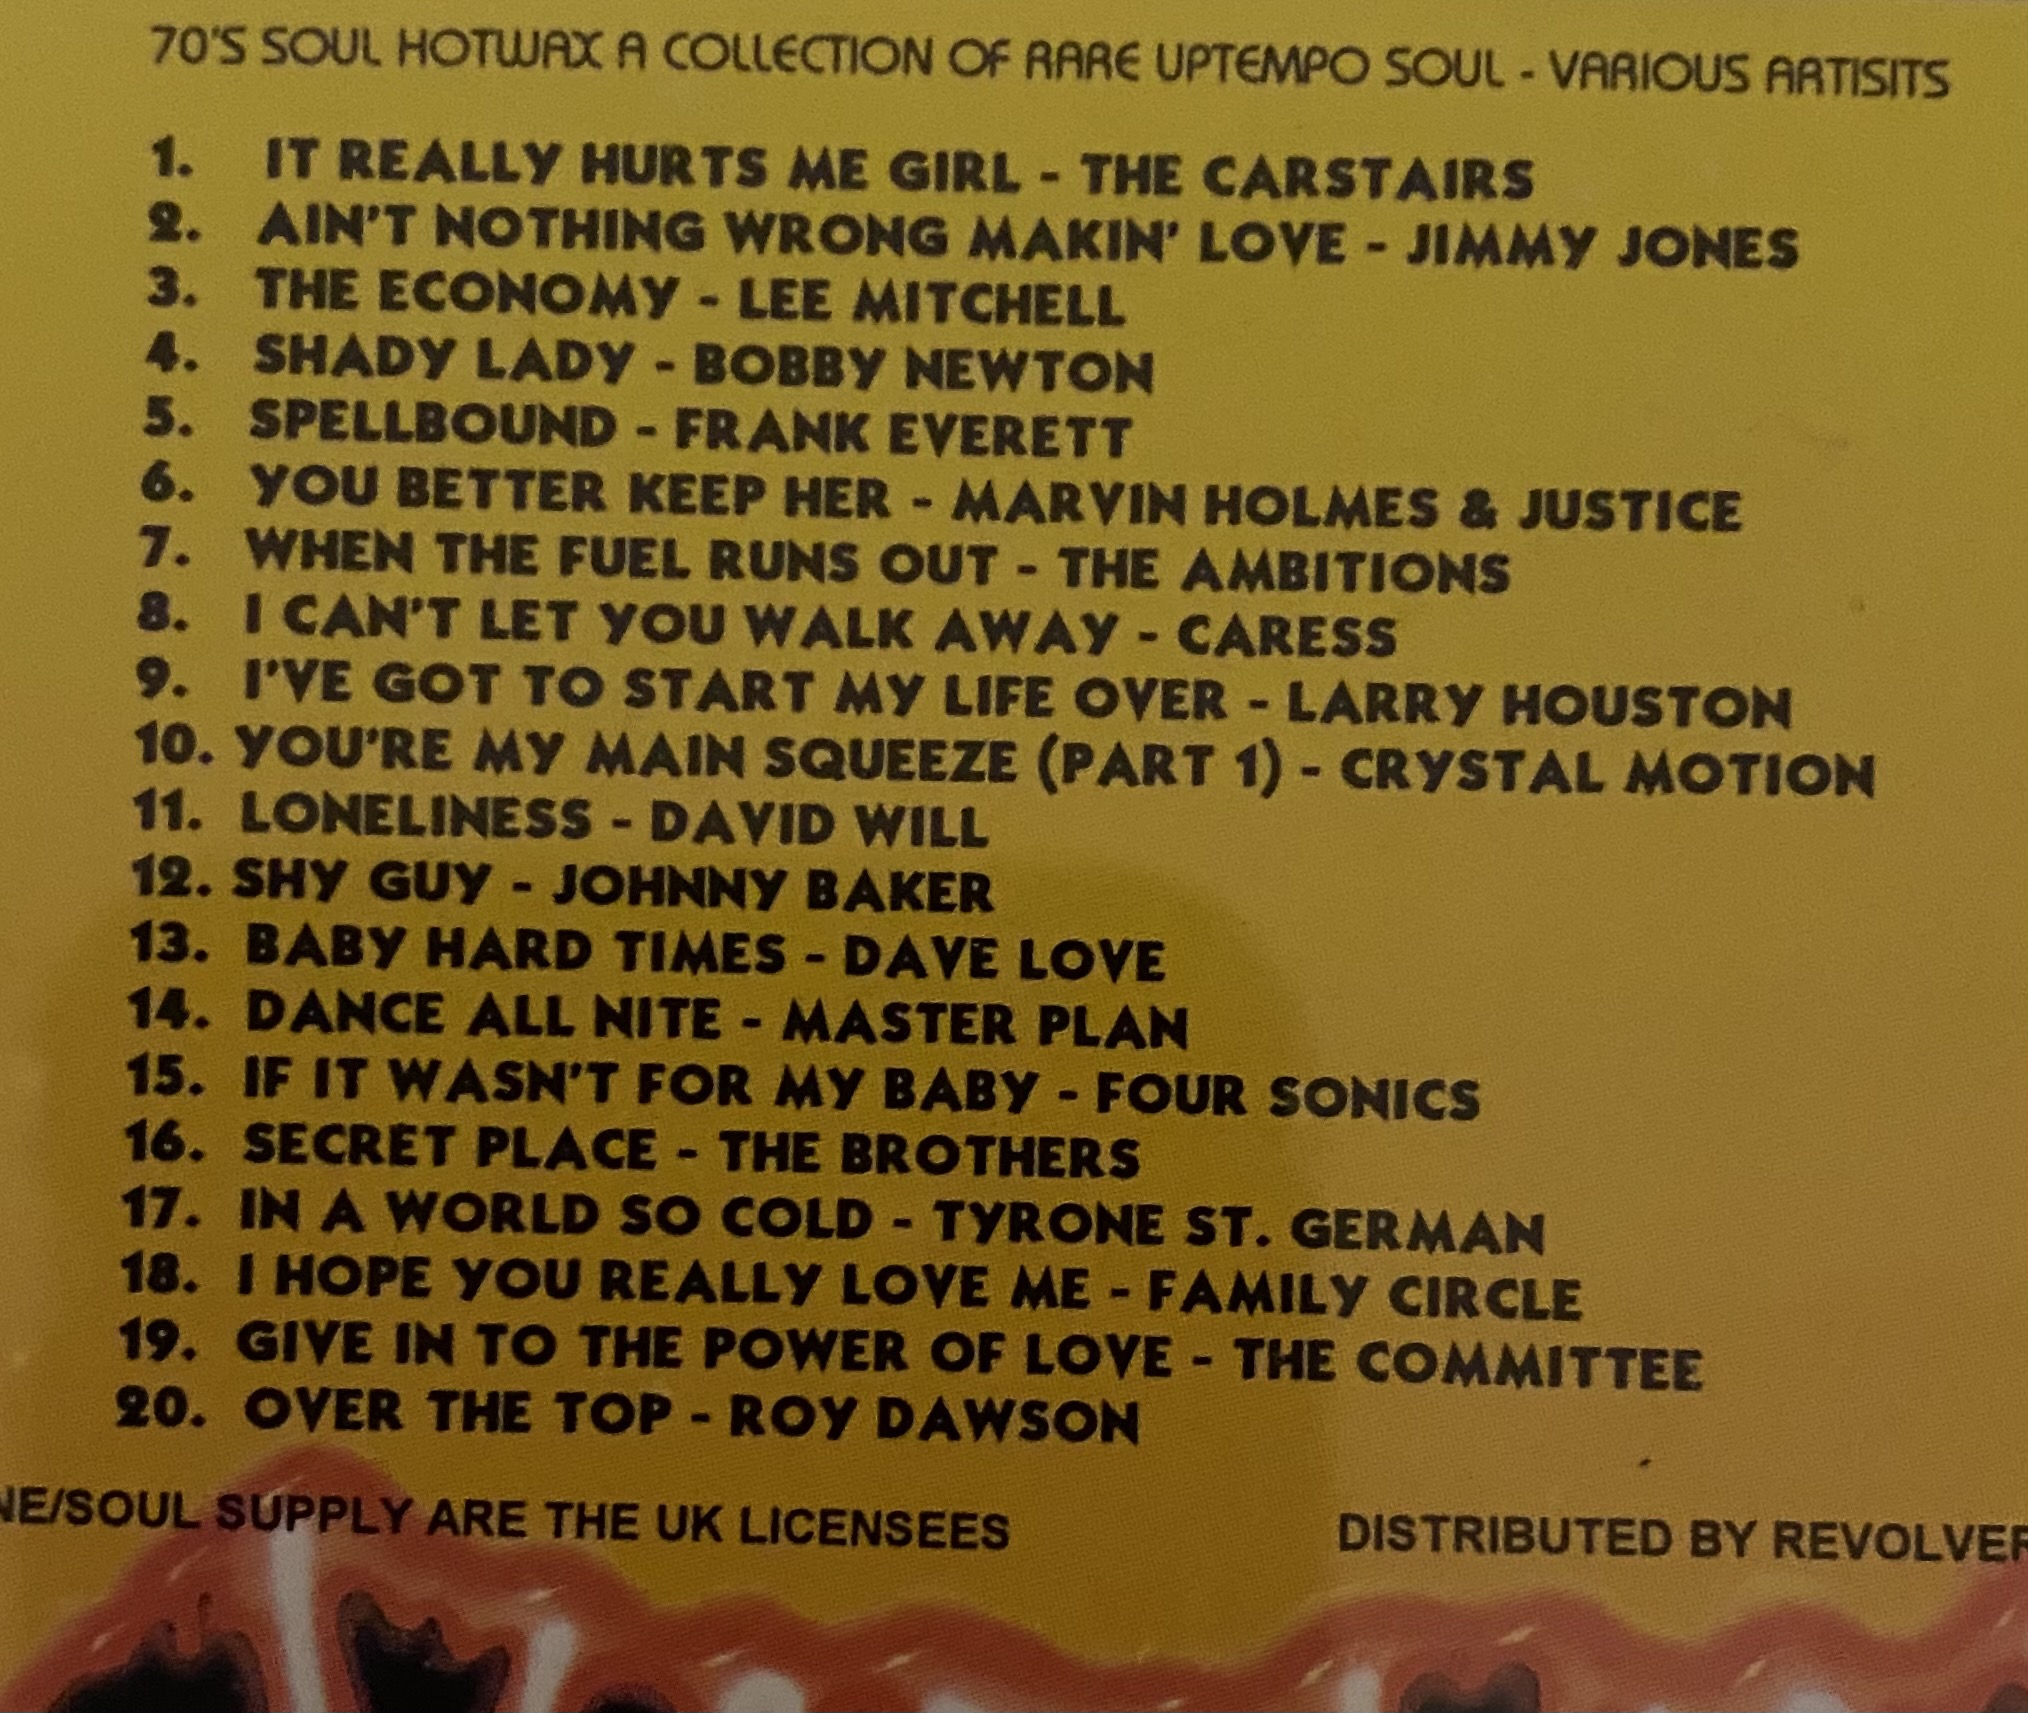 70'S SOUL HOTWAX A COLLECTION OF RARE UPTEMPO SOUL - VARIOUS ARTISITS
1. IT REALLY HURTS ME GIRL - THE CARSTAIRS
2. AIN'T NOTHING WRONG MAKIN' LOVE - JIMMY JONES
3. THE ECONOMY - LEE MITCHELL
4. SHADY LADY - BOBBY NEWTON
5. SPELLBOUND - FRANK EVERETT
6. YOU BETTER KEEP HER - MARVIN HOLMES & JUSTICE
7. WHEN THE FUEL RUNS OUT - THE AMBITIONS
8. I CAN'T LET YOU WALK AWAY - CARESS
9. I'VE GOT TO START MY LIFE OVER - LARRY HOUSTON
10. YOU'RE MY MAIN SQUEEZE (PART 1) - CRYSTAL MOTION
11. LONELINESS - DAVID WILL
12. SHY GUY - JOHNNY BAKER
13. BABY HARD TIMES - DAVE LOVE
14. DANCE ALL NITE - MASTER PLAN
15. IF IT WASN'T FOR MY BABY - FOUR SONICS
16. SECRET PLACE - THE BROTHERS
17. IN A WORLD SO COLD - TYRONE ST. GERMAN
18. I HOPE YOU REALLY LOVE ME - FAMILY CIRCLE
19. GIVE IN TO THE POWER OF LOVE - THE COMMITTEE
20. OVER THE TOP - ROY DAWSON
NE/SOUL SUPPLY ARE THE UK LICENSEES
DISTRIBUTED BY REVOLVER